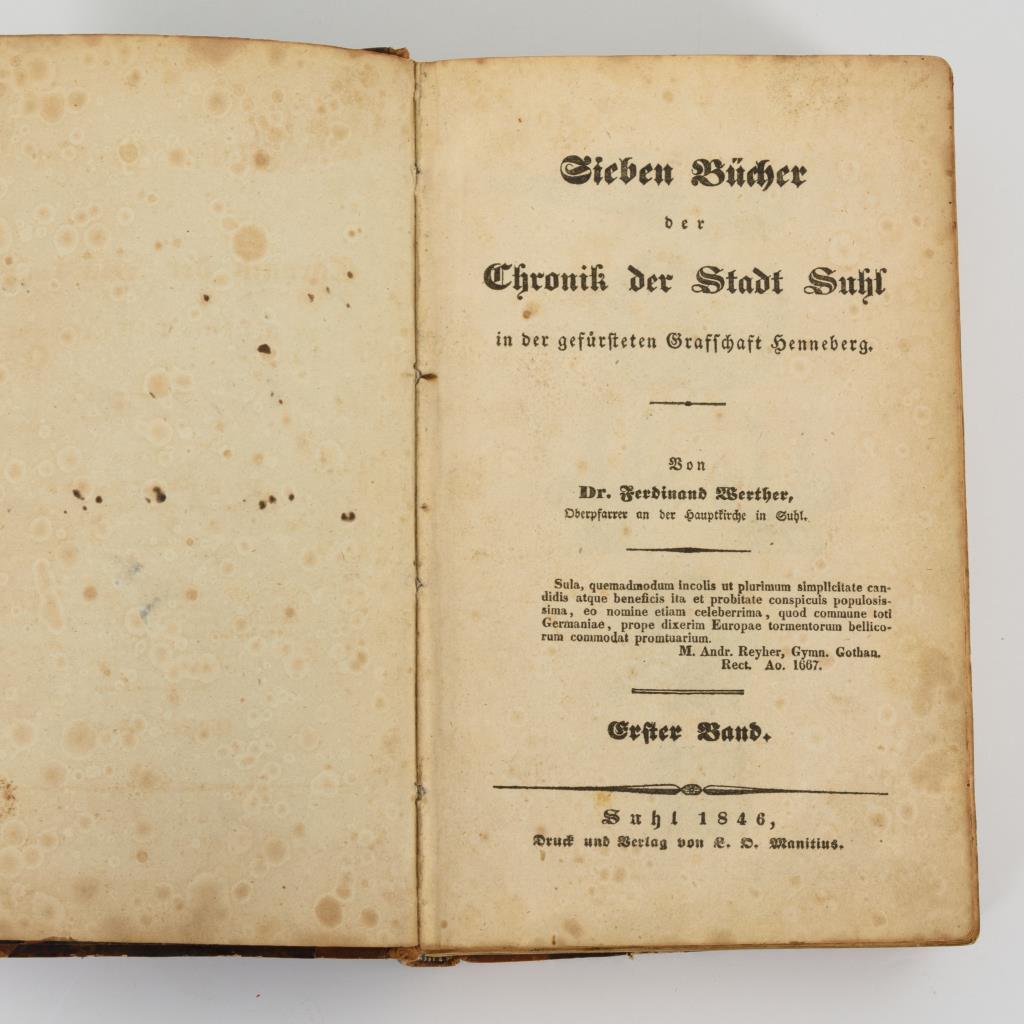 Sieben Bücher
der
Chronik der Stadt Suhl
in der gefürsteten Grafschaft Henneberg.
Von
Dr. Ferdinand Werther,
Oberpfarrer an der Hauptkirche in Suhl.
Sula, quemadmodum incolis ut plurimum simplicitate can-
didis atque beneficis ita et probitate conspicuis populosis-
sima, eo nomine etiam celeberrima, quod commune toti
Germaniae, prope dixerim Europae tormentorum bellico-
rum commodat promtuarium.
M. Andr. Reyher, Gymn. Gothan.
Rect. Ao. 1667.
Erster Band.
Suhl 1846,
Druck und Verlag von L. O. Manitius.